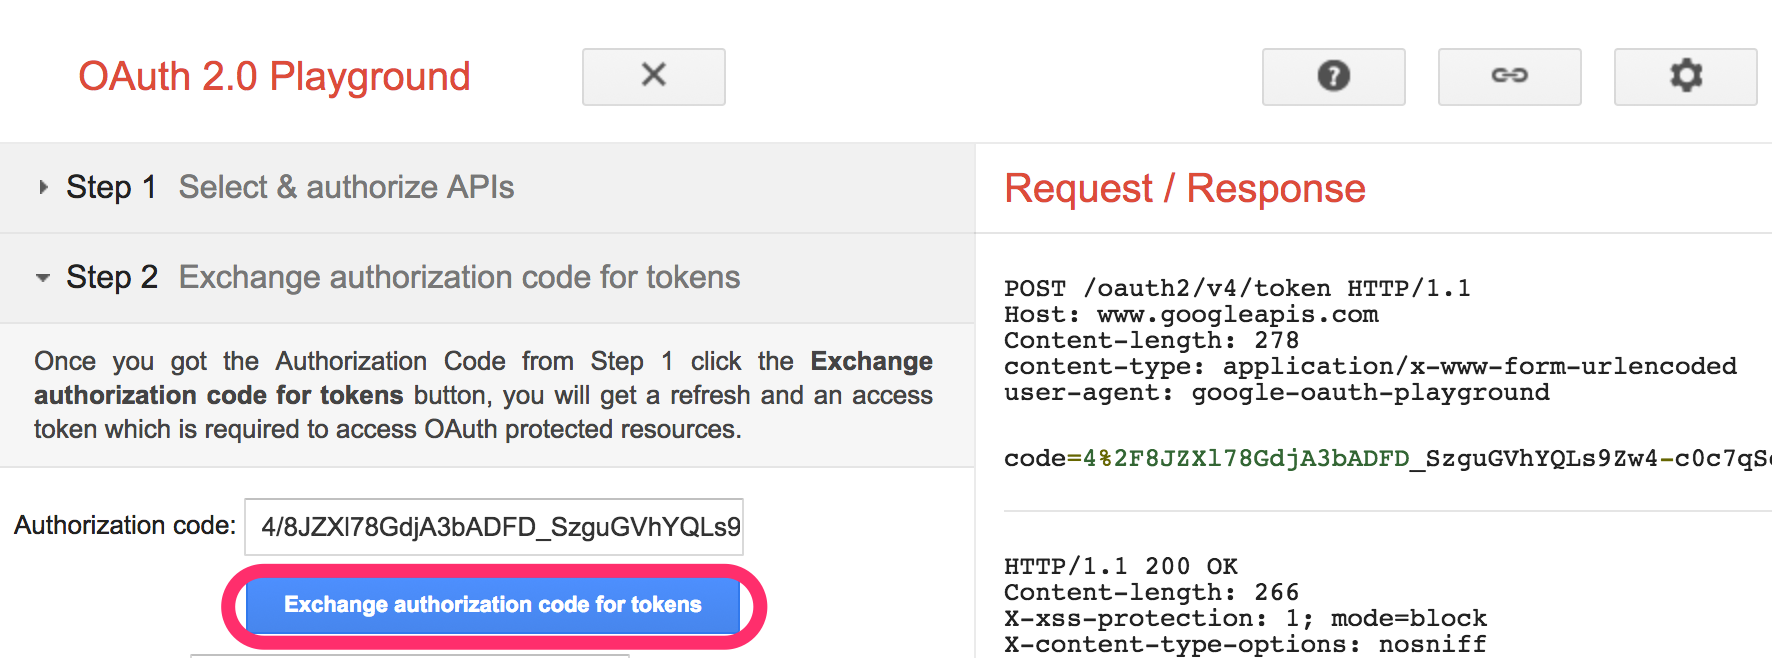 OAuth 2.0 Playground
Step 1 Select & authorize APIs
Step 2 Exchange authorization code for tokens
Once you got the Authorization Code from Step 1 click the Exchange
authorization code for tokens button, you will get a refresh and an access
token which is required to access OAuth protected resources.
Authorization code: 4/8JZXl78GdjA3bADFD_SzguGVhYQLs9
Exchange authorization code for tokens
Request / Response
POST /oauth2/v4/token HTTP/1.1
Host: www.googleapis.com
Content-length: 278
content-type: application/x-www-form-urlencoded
user-agent: google-oauth-playground
code=4%2F8JZXl78GdjA3bADFD_SzguGVhYQLs9Zw4-c0c7qS
HTTP/1.1 200 OK
Content-length: 266
X-xss-protection: 1; mode=block
X-content-type-options: nosniff